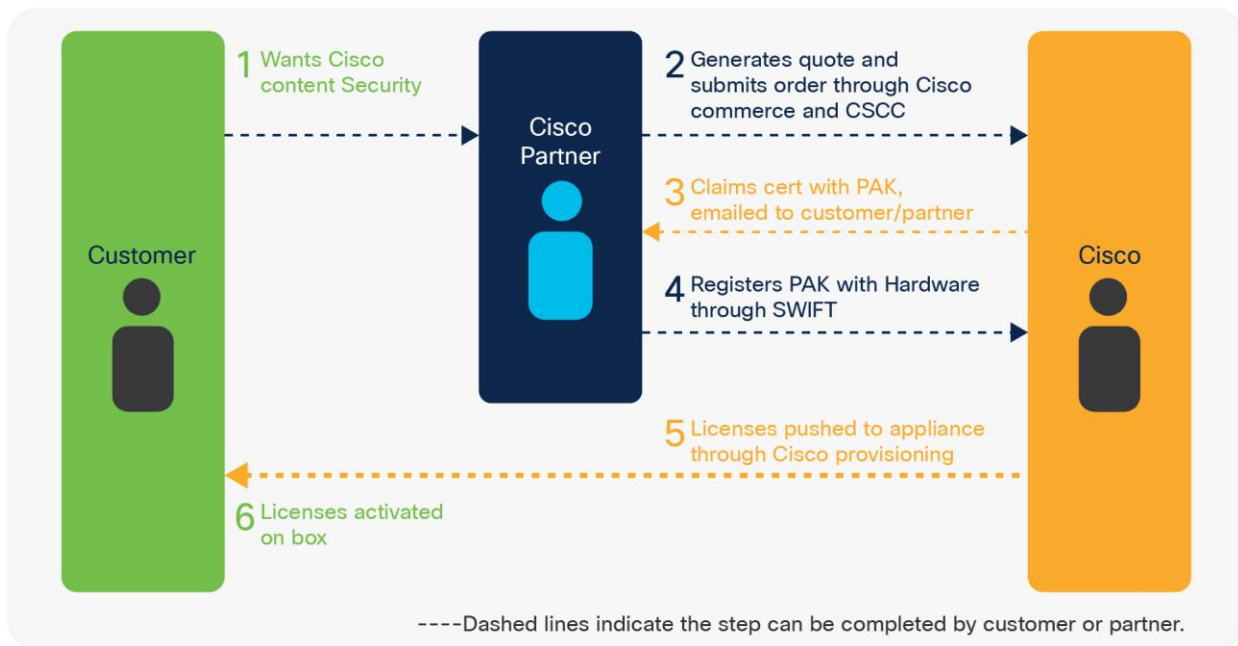 1 Wants Cisco
content Security
2 Generates quote and
submits order through Cisco
commerce and CSCC
Cisco
Partner
3 Claims cert with PAK,
emailed to customer/partner
Customer
Cisco
4 Registers PAK with Hardware
through SWIFT
5 Licenses pushed to appliance
through Cisco provisioning
6 Licenses activated
on box
----Dashed lines indicate the step can be completed by customer or partner.